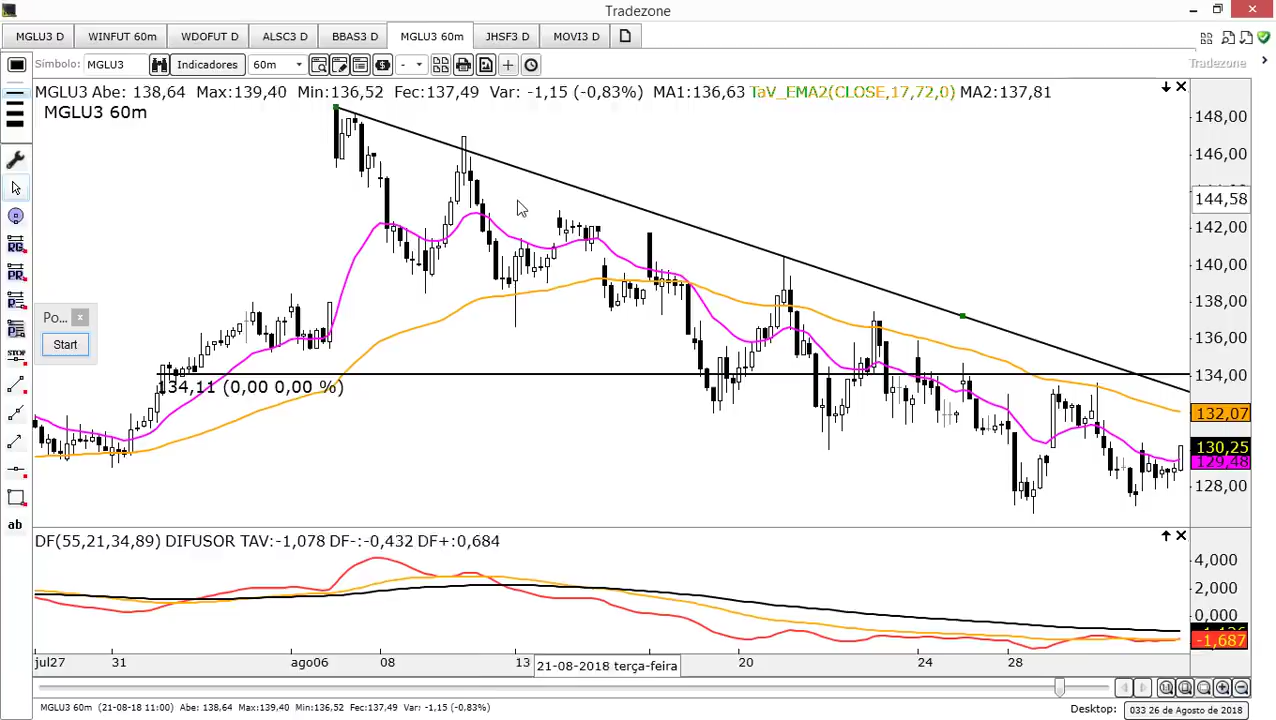 Tradezone
MGLU3 D WINFUT 60m WDOFUT D ALSC3 D BBAS3 D MGLU3 60m JHSF3 D MOVI3 D
Símbolo: MGLU3 Indicadores 60m - Tradezone
MGLU3 Abe: 138,64 Max:139,40 Min:136,52 Fec:137,49 Var: -1,15 (-0,83%) MA1:136,63 TaV_EMA2(CLOSE,17,72,0) MA2:137,81
MGLU3 60m
148,00
146,00
144,58
142,00
140,00
138,00
136,00
134,00
132,07
130,25
129,48
128,00
RG
PR
Po... x
Start
STOP
ab
134,11 (0,00 0,00 %)
DF(55,21,34,89) DIFUSOR TAV:-1,078 DF-:-0,432 DF+:0,684
4,000
2,000
0,000
-1,687
jul27 31 ago06 08 13 21-08-2018 terça-feira 20 24 28
MGLU3 60m (21-08-18 11:00) Abe: 138,64 Max:139,40 Min:136,52 Fec:137,49 Var: -1,15 (-0,83%)
Desktop: 033 26 de Agosto de 2018